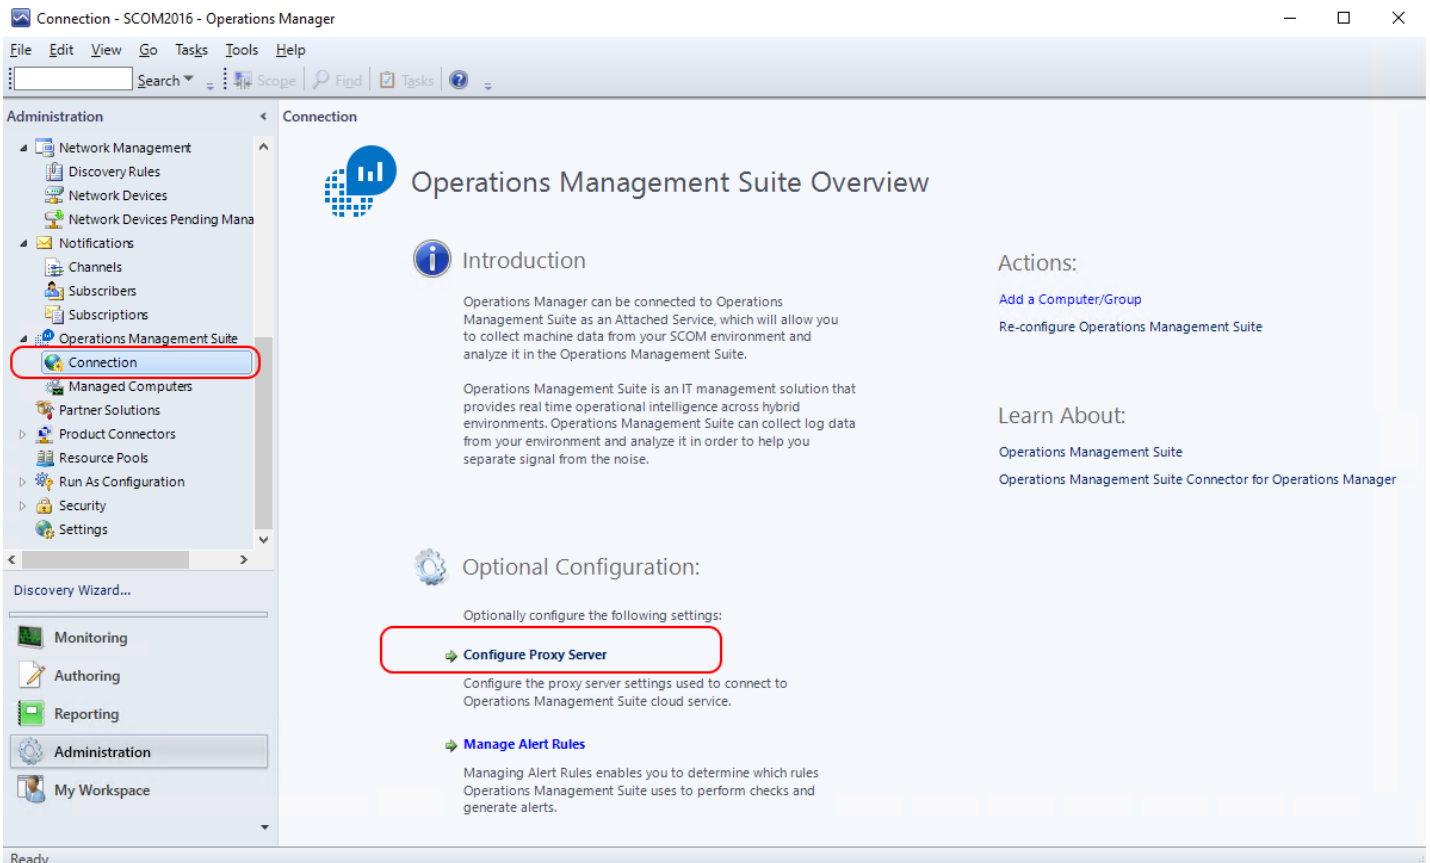 Connection - SCOM2016 - Operations Manager
File Edit View Go Tasks Tools Help
Search Scope Find Tasks
Administration
Network Management
Discovery Rules
Network Devices
Network Devices Pending Mana
Notifications
Channels
Subscribers
Subscriptions
Operations Management Suite
Connection
Managed Computers
Partner Solutions
Product Connectors
Resource Pools
Run As Configuration
Security
Settings
Discovery Wizard...
Monitoring
Authoring
Reporting
Administration
My Workspace
Connection
Operations Management Suite Overview
Introduction
Operations Manager can be connected to Operations
Management Suite as an Attached Service, which will allow you
to collect machine data from your SCOM environment and
analyze it in the Operations Management Suite.
Operations Management Suite is an IT management solution that
provides real time operational intelligence across hybrid
environments. Operations Management Suite can collect log data
from your environment and analyze it in order to help you
separate signal from the noise.
Optional Configuration:
Optionally configure the following settings:
Configure Proxy Server
Configure the proxy server settings used to connect to
Operations Management Suite cloud service.
Manage Alert Rules
Managing Alert Rules enables you to determine which rules
Operations Management Suite uses to perform checks and
generate alerts.
Actions:
Add a Computer/Group
Re-configure Operations Management Suite
Learn About:
Operations Management Suite
Operations Management Suite Connector for Operations Manager
Ready